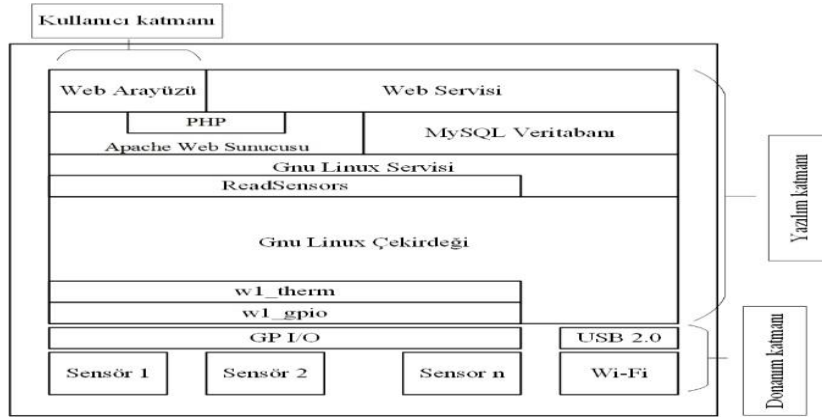 Kullanıcı katmanı
Web Arayüzü
Web Servisi
PHP
Apache Web Sunucusu
MySQL Veritabanı
Gnu Linux Servisi
ReadSensors
Gnu Linux Çekirdeği
w1_therm
w1_gpio
GP I/O
USB 2.0
Sensör 1
Sensör 2
Sensor n
Wi-Fi
Yazılım katmanı
Donanım katmanı